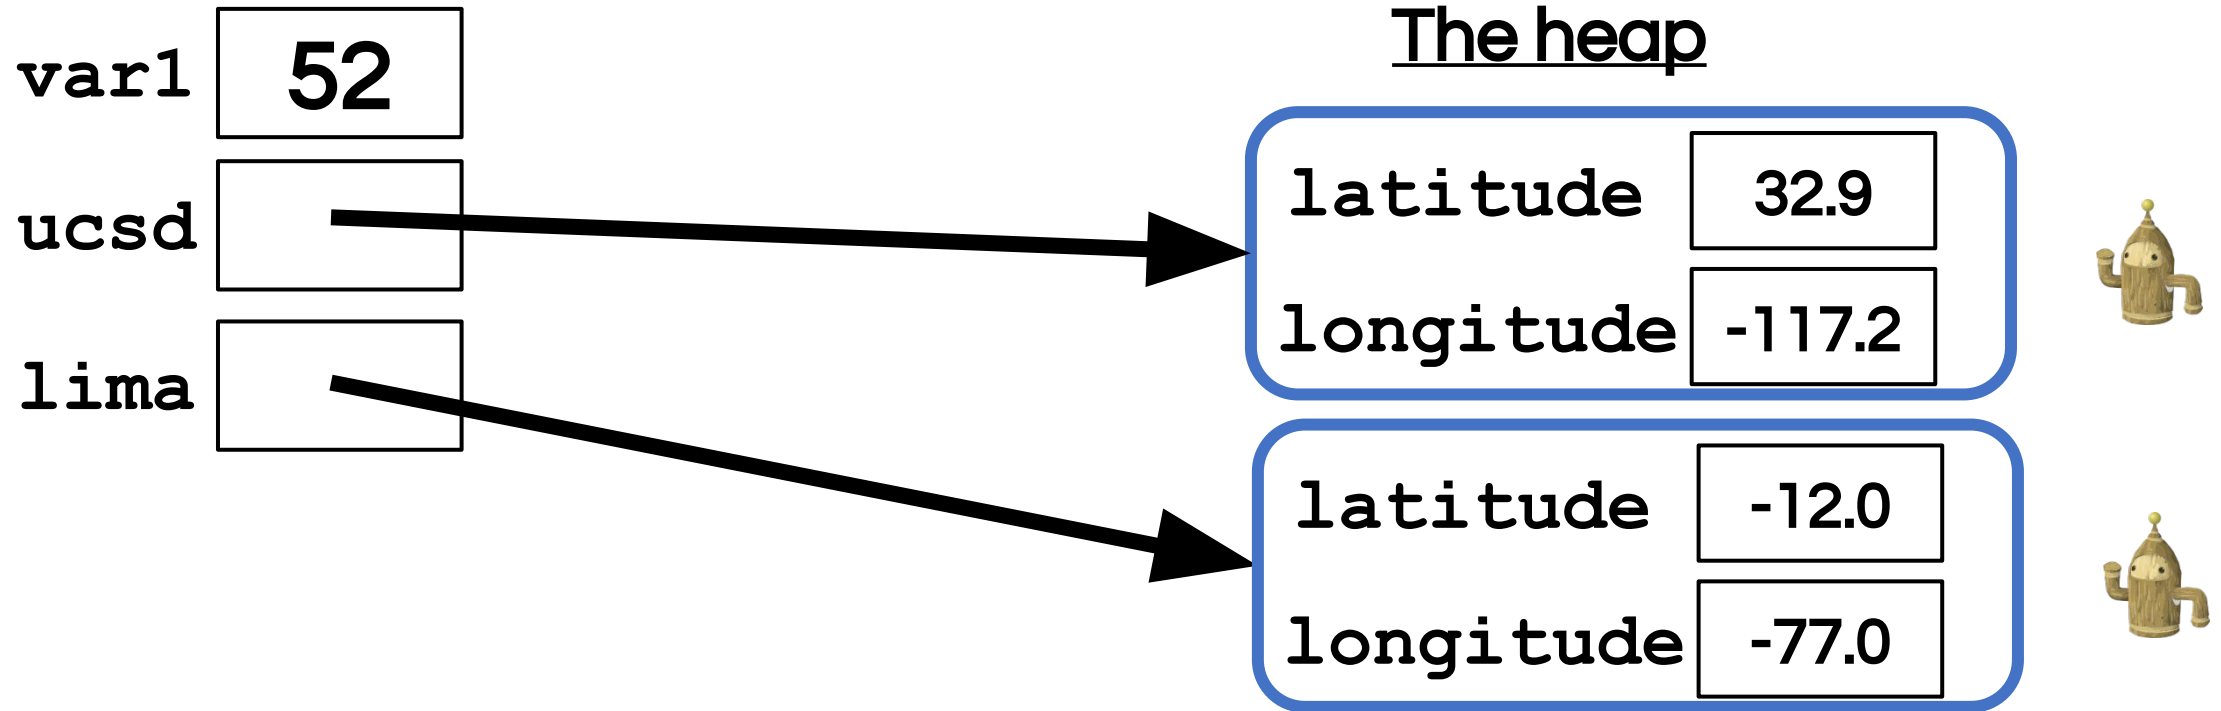 The heap
var1 52
ucsd
lima
latitude 32.9
longitude -117.2
latitude -12.0
longitude -77.0